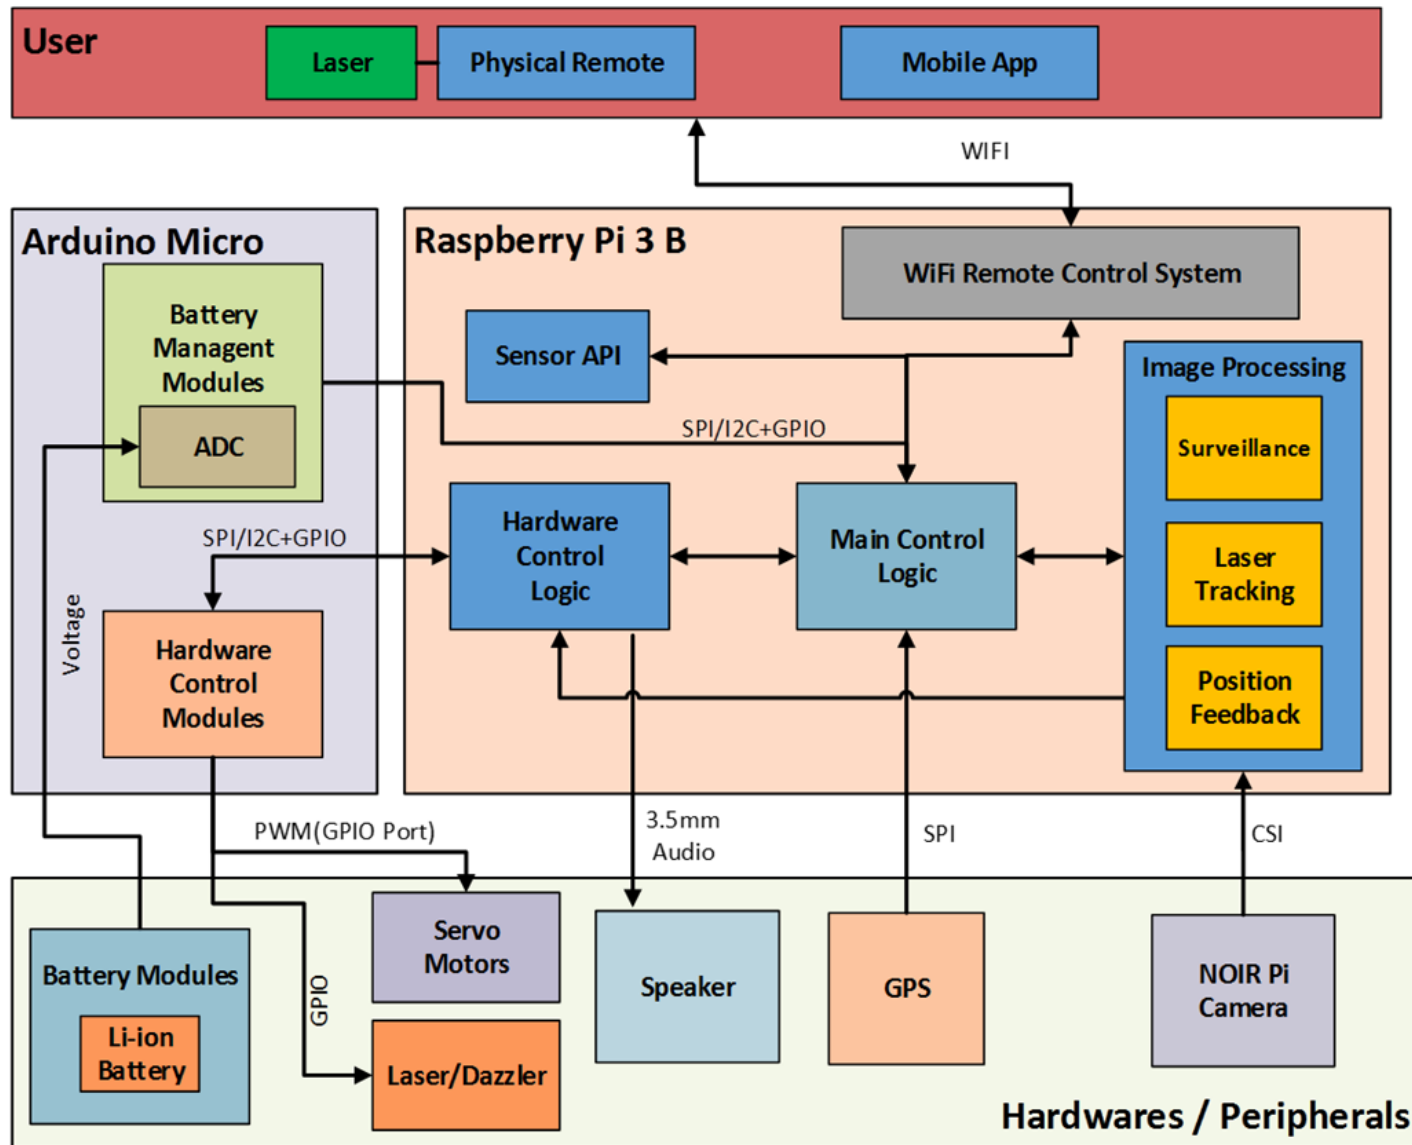 User
Laser
Physical Remote
Mobile App
WIFI
Arduino Micro
Raspberry Pi 3 B
WiFi Remote Control System
Battery
Managent
Modules
ADC
Sensor API
Image Processing
Surveillance
SPI/I2C+GPIO
Hardware
Control
Logic
Main Control
Logic
Laser
Tracking
SPI/I2C+GPIO
Voltage
Hardware
Control
Modules
Position
Feedback
PWM(GPIO Port)
3.5mm
Audio
SPI
CSI
Battery Modules
Li-ion
Battery
GPIO
Servo
Motors
Laser/Dazzler
Speaker
GPS
NOIR Pi
Camera
Hardwares / Peripherals